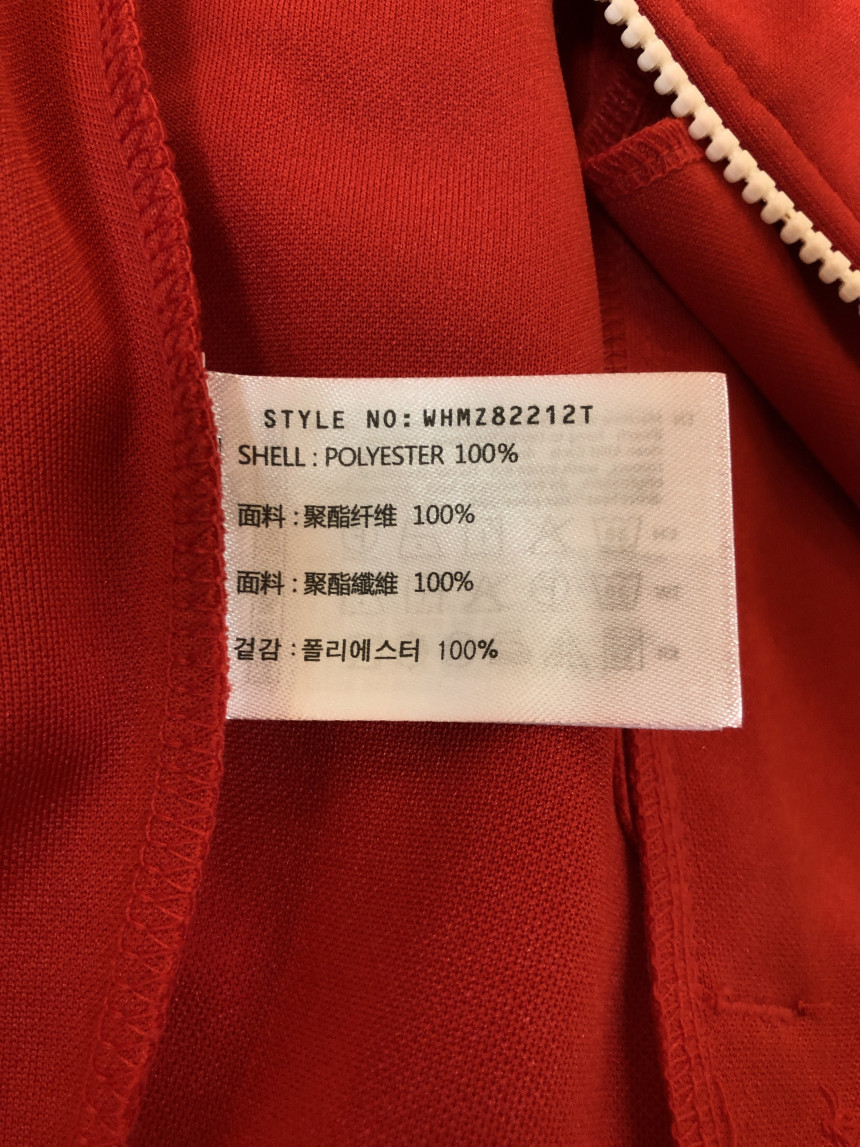 STYLE NO: WHMZ82212T
SHELL : POLYESTER 100%
面料 : 聚酯纤维 100%
面料 : 聚酯纖維 100%
겉감 : 폴리에스터 100%